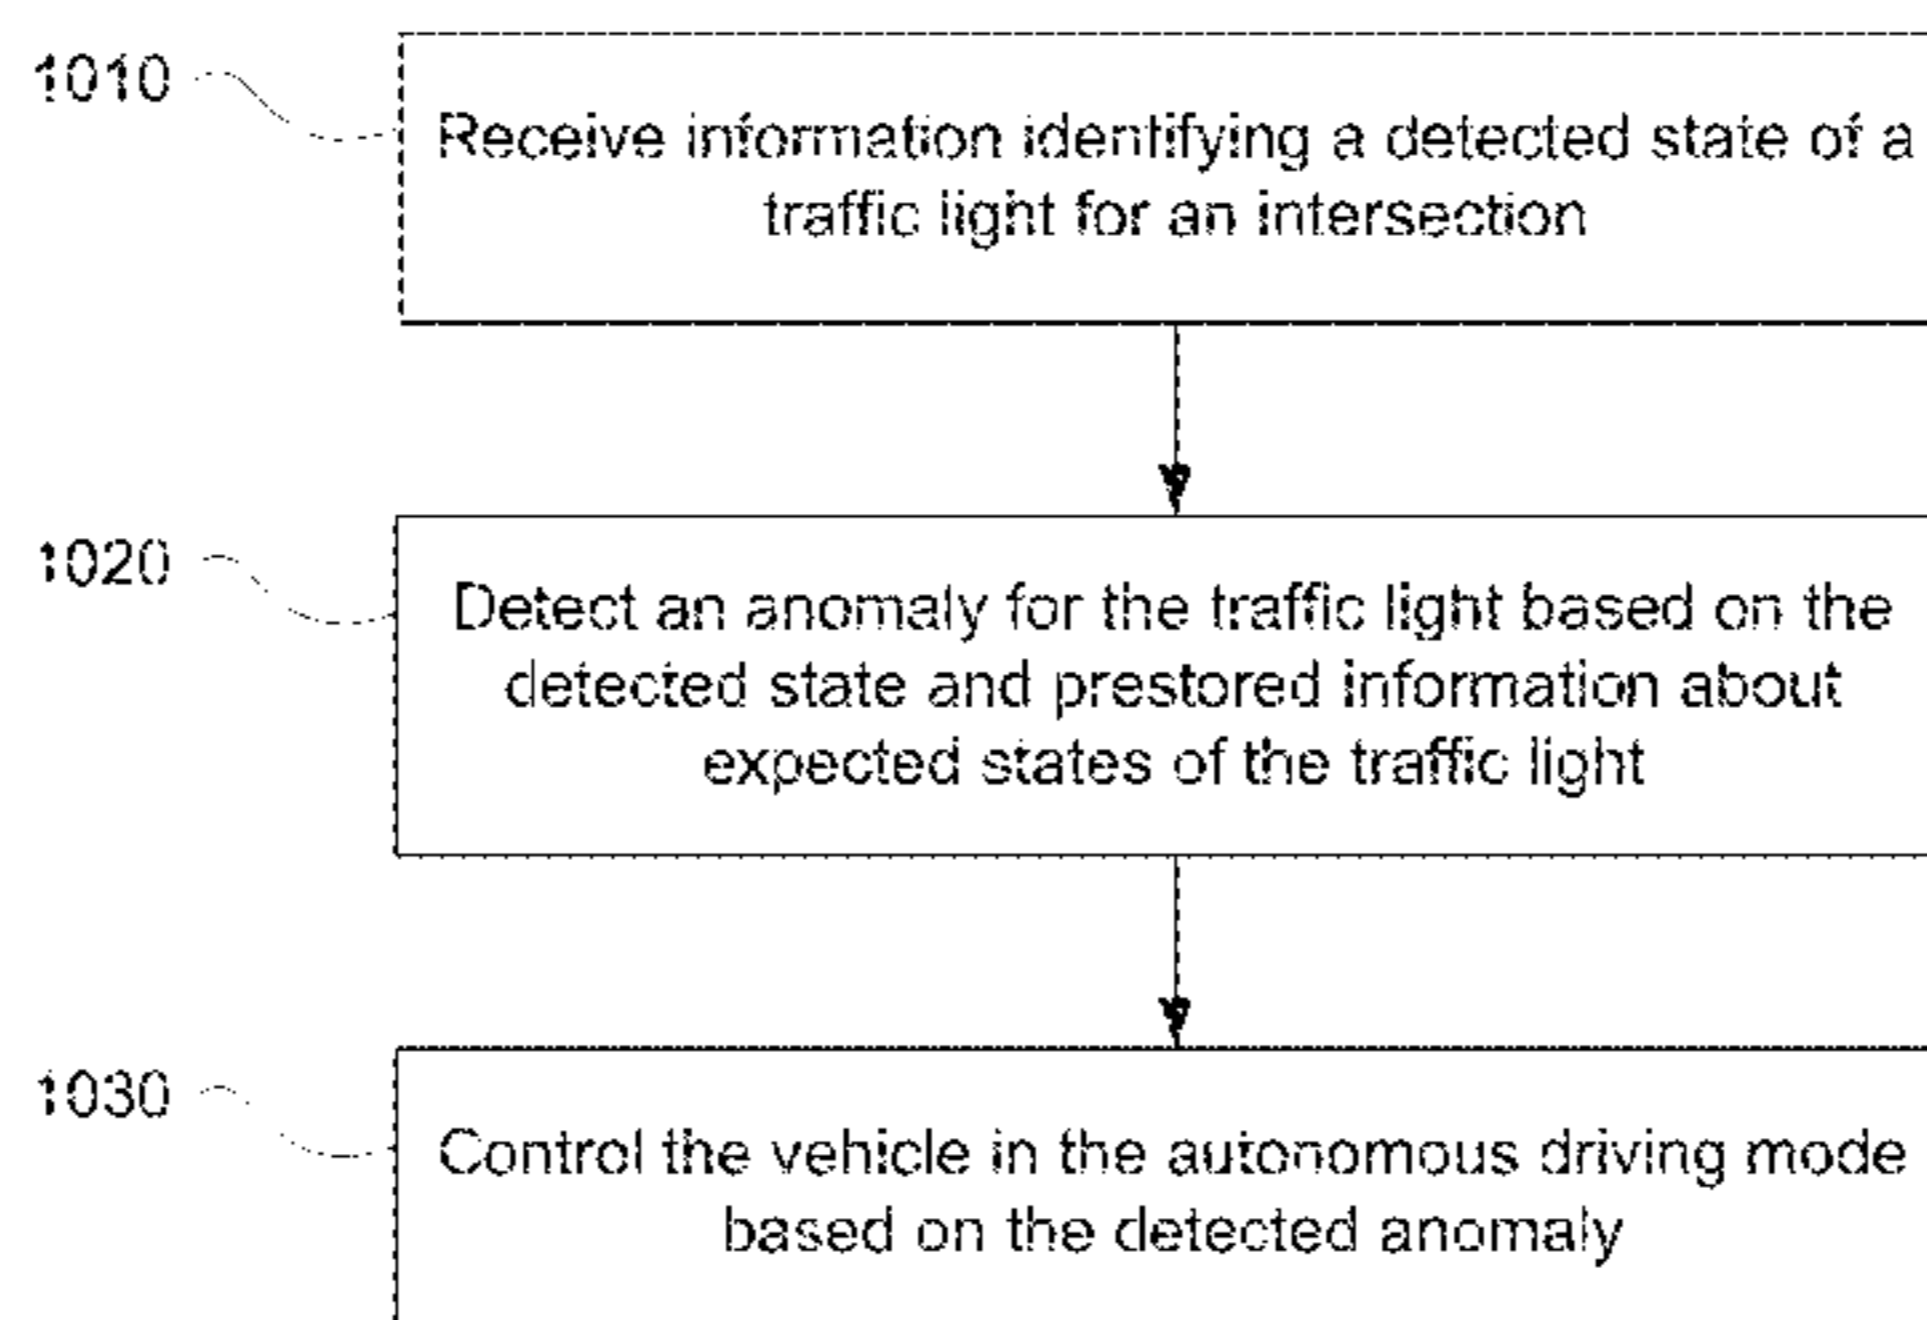 1010
Receive information identifying a detected state of a
traffic light for an intersection
1020
Detect an anomaly for the traffic light based on the
detected state and prestored information about
expected states of the traffic light
1030
Control the vehicle in the autonomous driving mode
based on the detected anomaly